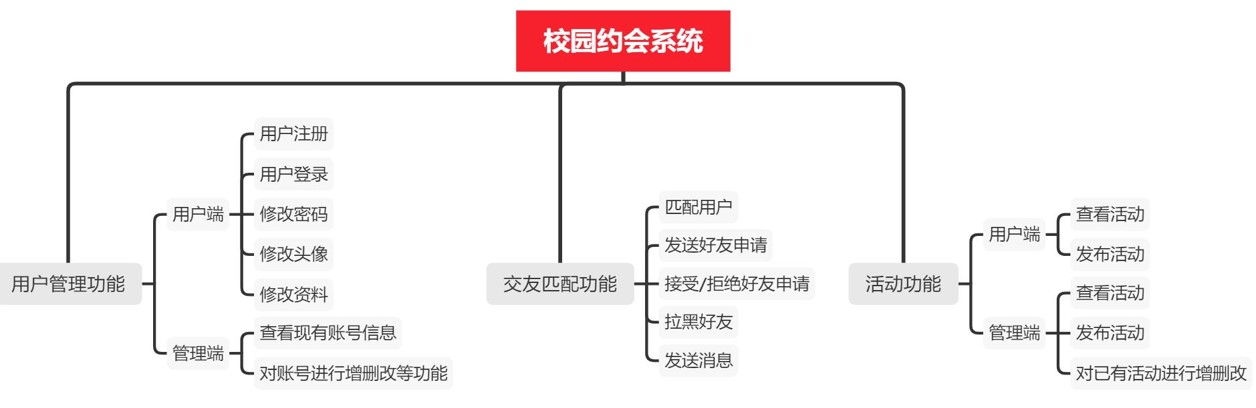 校园约会系统
用户管理功能
用户端
用户注册
用户登录
修改密码
修改头像
修改资料
管理端
查看现有账号信息
对账号进行增删改等功能
交友匹配功能
匹配用户
发送好友申请
接受/拒绝好友申请
拉黑好友
发送消息
活动功能
用户端
查看活动
发布活动
管理端
查看活动
发布活动
对已有活动进行增删改